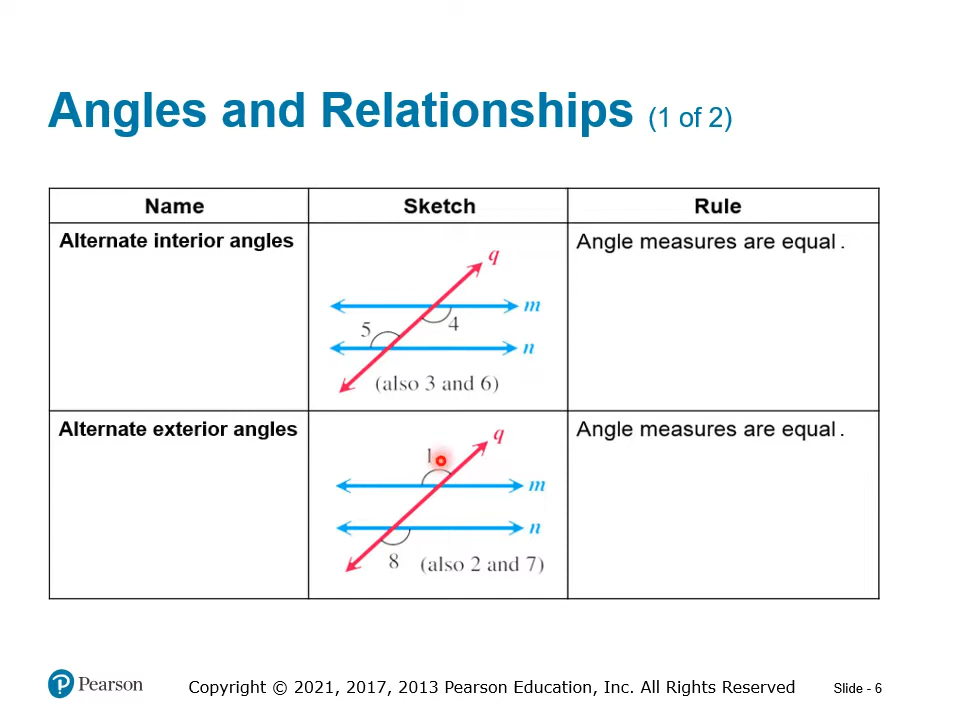 Angles and Relationships (1 of 2)
Name Sketch Rule
Alternate interior angles
Angle measures are equal.
q
m
5 4
n
(also 3 and 6)
Alternate exterior angles
Angle measures are equal.
q
1
m
n
8 (also 2 and 7)
Pearson
Copyright © 2021, 2017, 2013 Pearson Education, Inc. All Rights Reserved
Slide - 6